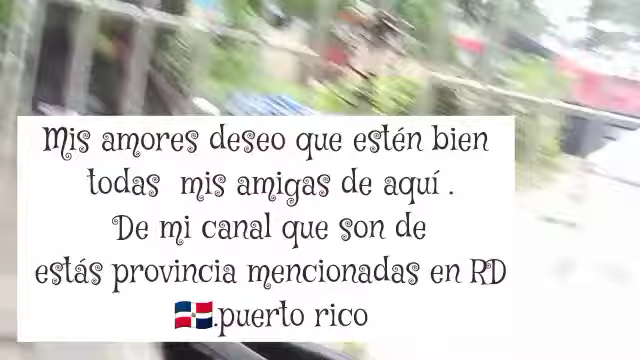 Mis amores deseo que estén bien
todas mis amigas de aquí .
De mi canal que son de
estás provincia mencionadas en RD
🇩🇴.puerto rico